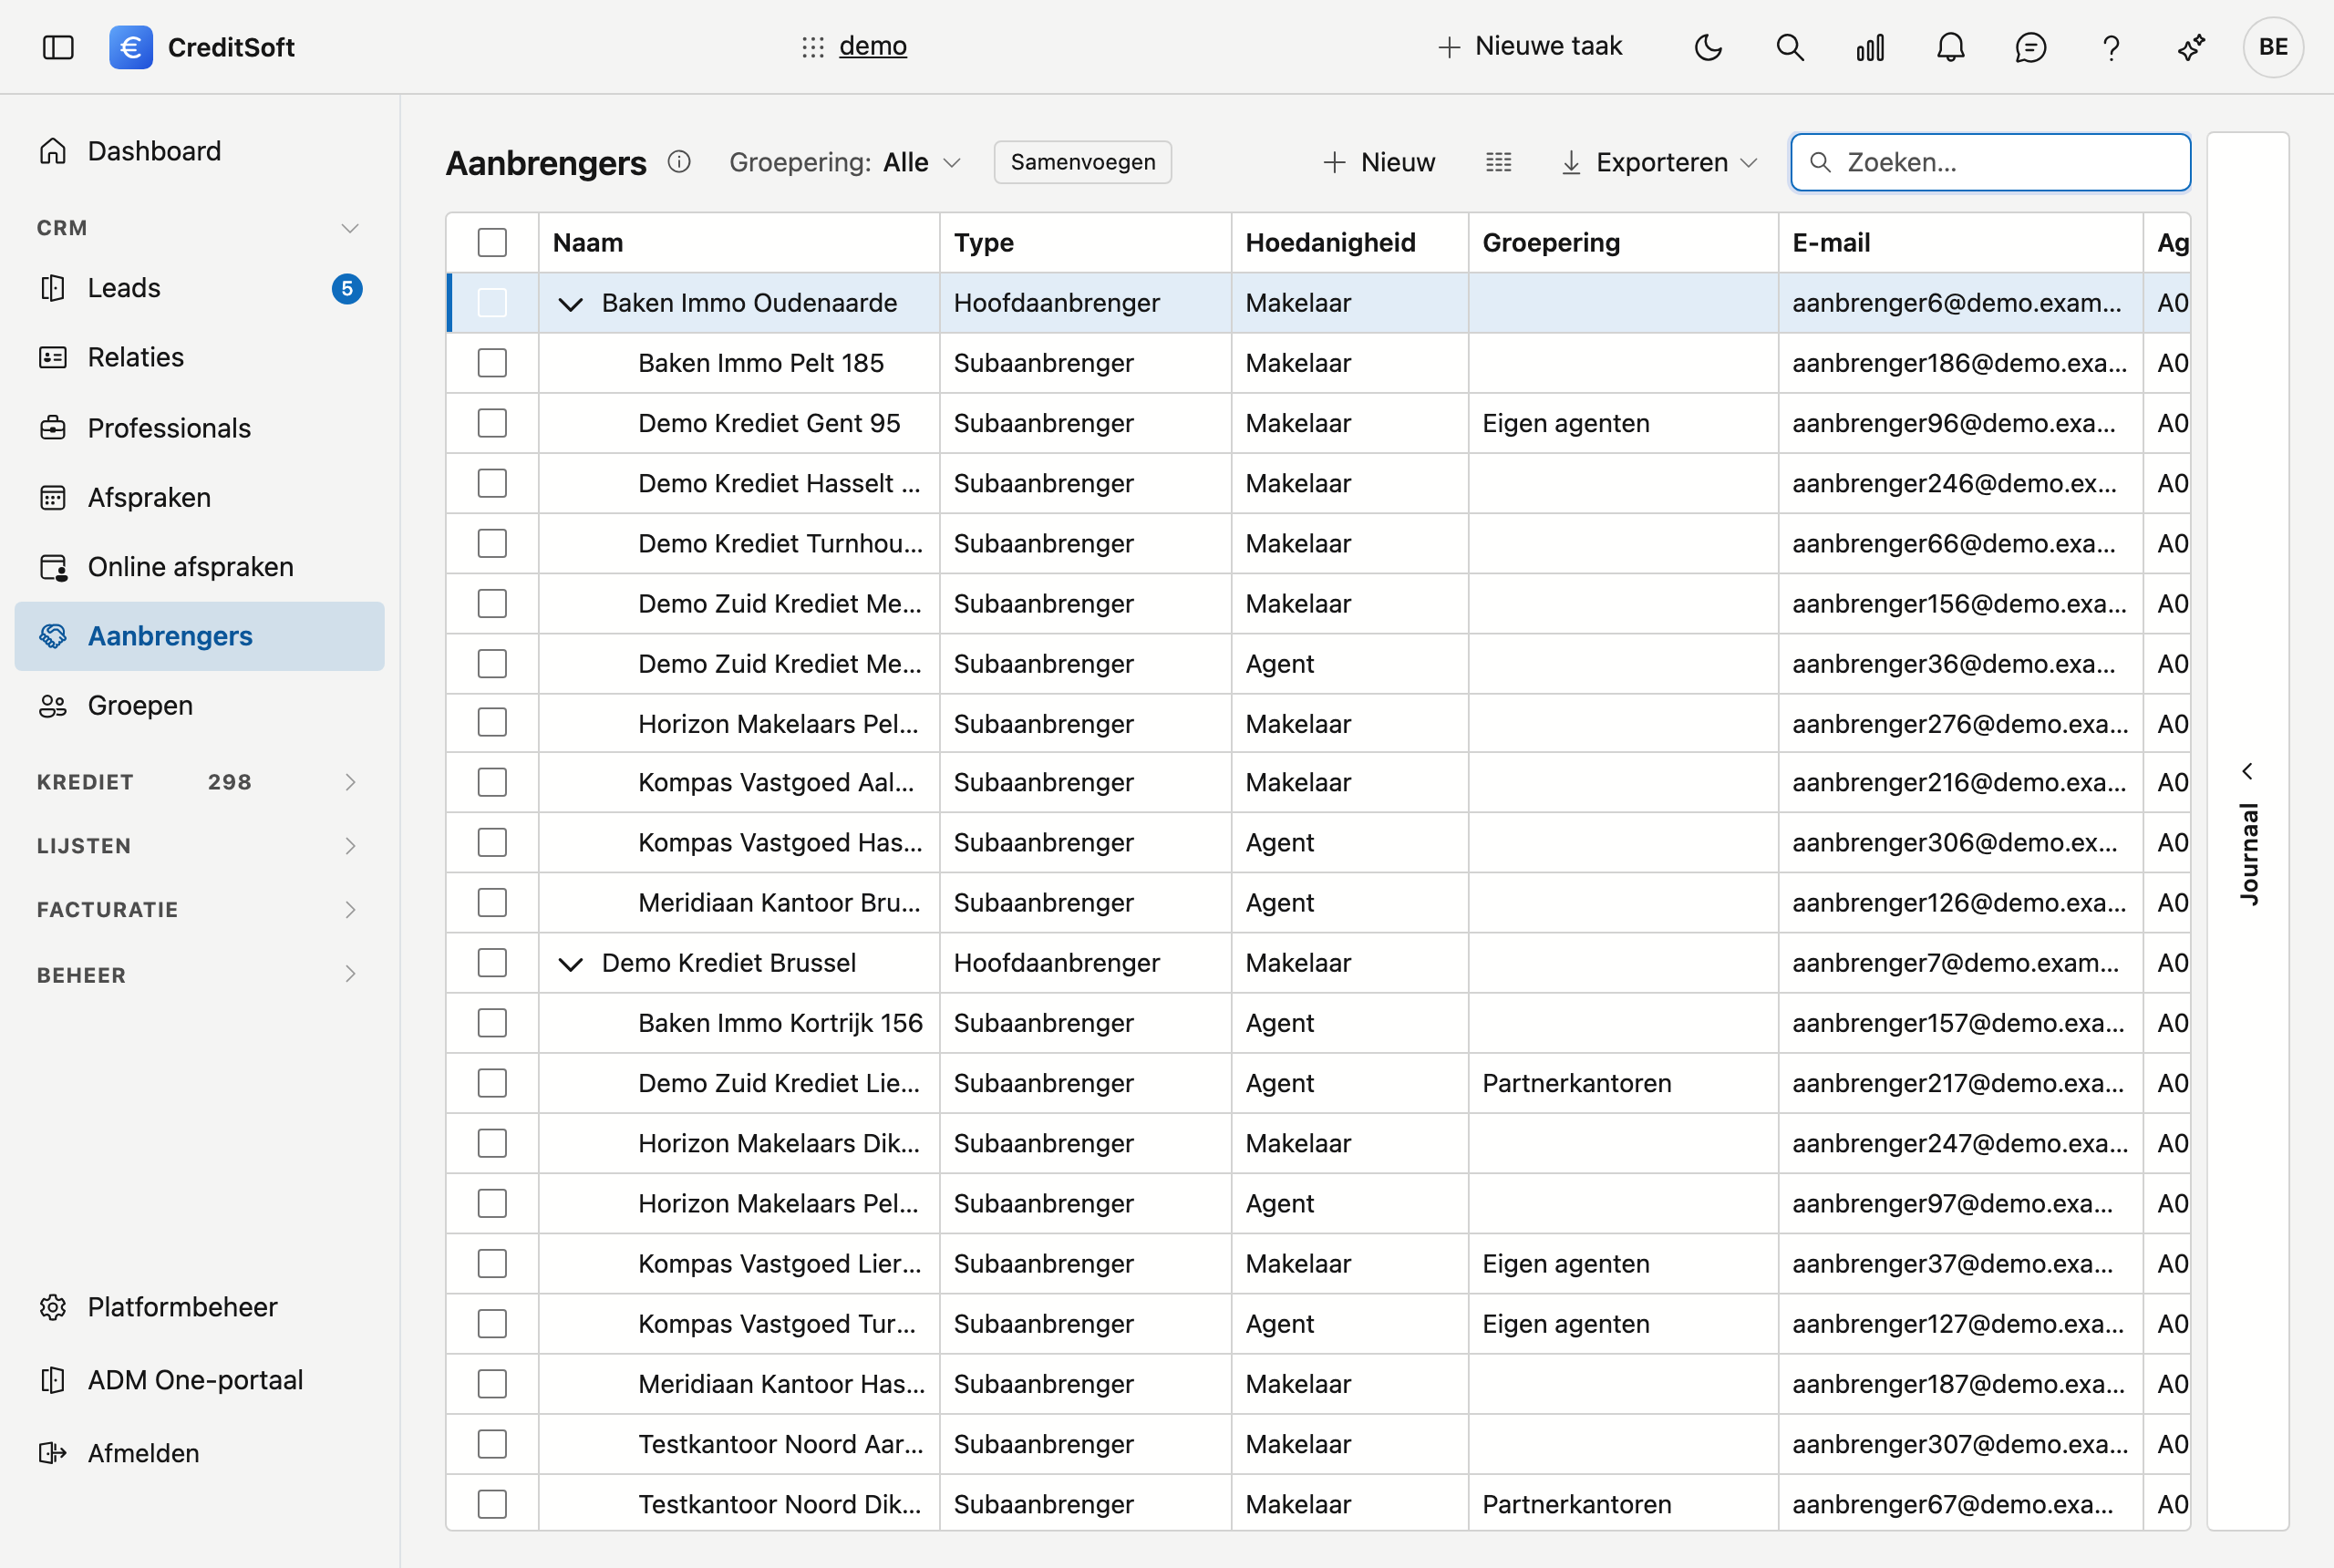 CreditSoft
demo
Nieuwe taak
BE
Dashboard
CRM
Leads 5
Relaties
Professionals
Afspraken
Online afspraken
Aanbrengers
Groepen
KREDIET 298
LIJSTEN
FACTURATIE
BEHEER
Platformbeheer
ADM One-portaal
Afmelden
Aanbrengers Groepering: Alle Samenvoegen Nieuw Exporteren Zoeken...
Naam Type Hoedanigheid Groepering E-mail Ag
Baken Immo Oudenaarde Hoofdaanbrenger Makelaar aanbrenger6@demo.exam... A0
Baken Immo Pelt 185 Subaanbrenger Makelaar aanbrenger186@demo.exa... A0
Demo Krediet Gent 95 Subaanbrenger Makelaar Eigen agenten aanbrenger96@demo.exa... A0
Demo Krediet Hasselt ... Subaanbrenger Makelaar aanbrenger246@demo.ex... A0
Demo Krediet Turnhou... Subaanbrenger Makelaar aanbrenger66@demo.exa... A0
Demo Zuid Krediet Me... Subaanbrenger Makelaar aanbrenger156@demo.exa... A0
Demo Zuid Krediet Me... Subaanbrenger Agent aanbrenger36@demo.exa... A0
Horizon Makelaars Pel... Subaanbrenger Makelaar aanbrenger276@demo.exa... A0
Kompas Vastgoed Aal... Subaanbrenger Makelaar aanbrenger216@demo.exa... A0
Kompas Vastgoed Has... Subaanbrenger Agent aanbrenger306@demo.ex... A0
Meridiaan Kantoor Bru... Subaanbrenger Agent aanbrenger126@demo.exa... A0
Demo Krediet Brussel Hoofdaanbrenger Makelaar aanbrenger7@demo.exam... A0
Baken Immo Kortrijk 156 Subaanbrenger Agent aanbrenger157@demo.exa... A0
Demo Zuid Krediet Lie... Subaanbrenger Agent Partnerkantoren aanbrenger217@demo.exa... A0
Horizon Makelaars Dik... Subaanbrenger Makelaar aanbrenger247@demo.exa... A0
Horizon Makelaars Pel... Subaanbrenger Agent aanbrenger97@demo.exa... A0
Kompas Vastgoed Lier... Subaanbrenger Makelaar Eigen agenten aanbrenger37@demo.exa... A0
Kompas Vastgoed Tur... Subaanbrenger Agent Eigen agenten aanbrenger127@demo.exa... A0
Meridiaan Kantoor Has... Subaanbrenger Makelaar aanbrenger187@demo.exa... A0
Testkantoor Noord Aar... Subaanbrenger Makelaar aanbrenger307@demo.exa... A0
Testkantoor Noord Dik... Subaanbrenger Makelaar Partnerkantoren aanbrenger67@demo.exa... A0
Journaal